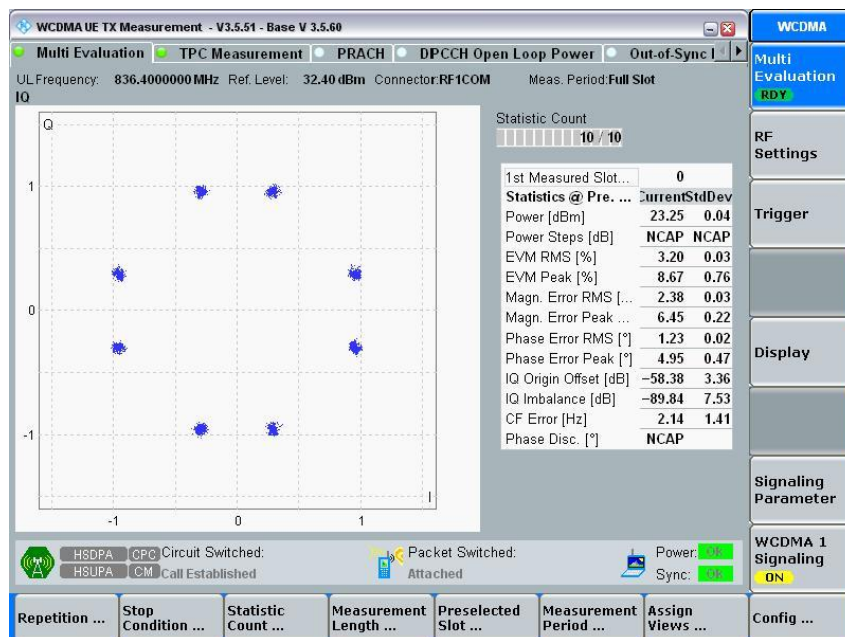 WCDMA UE TX Measurement - V3.5.51 - Base V 3.5.60
WCDMA
Multi Evaluation TPC Measurement PRACH DPCCH Open Loop Power Out-of-Sync
UL Frequency: 836.4000000 MHz Ref. Level: 32.40 dBm Connector: RF1COM Meas. Period: Full Slot
IQ
Multi Evaluation
RDY
RF Settings
Trigger
Display
Signaling Parameter
WCDMA 1 Signaling
ON
Q
1
0
-1
-1 0 1
I
Statistic Count
10 / 10
1st Measured Slot... 0
Statistics @ Pre. ... Current StdDev
Power [dBm] 23.25 0.04
Power Steps [dB] NCAP NCAP
EVM RMS [%] 3.20 0.03
EVM Peak [%] 8.67 0.76
Magn. Error RMS [... 2.38 0.03
Magn. Error Peak ... 6.45 0.22
Phase Error RMS [°] 1.23 0.02
Phase Error Peak [°] 4.95 0.47
IQ Origin Offset [dB] −58.38 3.36
IQ Imbalance [dB] −89.84 7.53
CF Error [Hz] 2.14 1.41
Phase Disc. [°] NCAP
HSDPA CPC Circuit Switched: Packet Switched: Power: Ok
HSUPA CM Call Established Attached Sync: Ok
Repetition ... Stop Condition ... Statistic Count ... Measurement Length ... Preselected Slot ... Measurement Period ... Assign Views ... Config ...